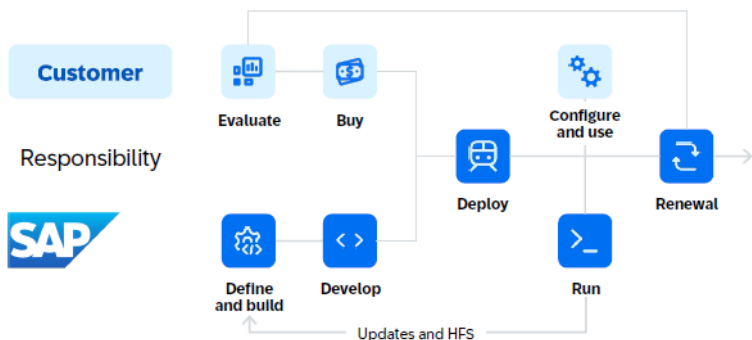 Customer
Evaluate
Buy
Configure
and use
Responsibility
Deploy
Renewal
SAP
Define
and build
Develop
Run
Updates and HFS